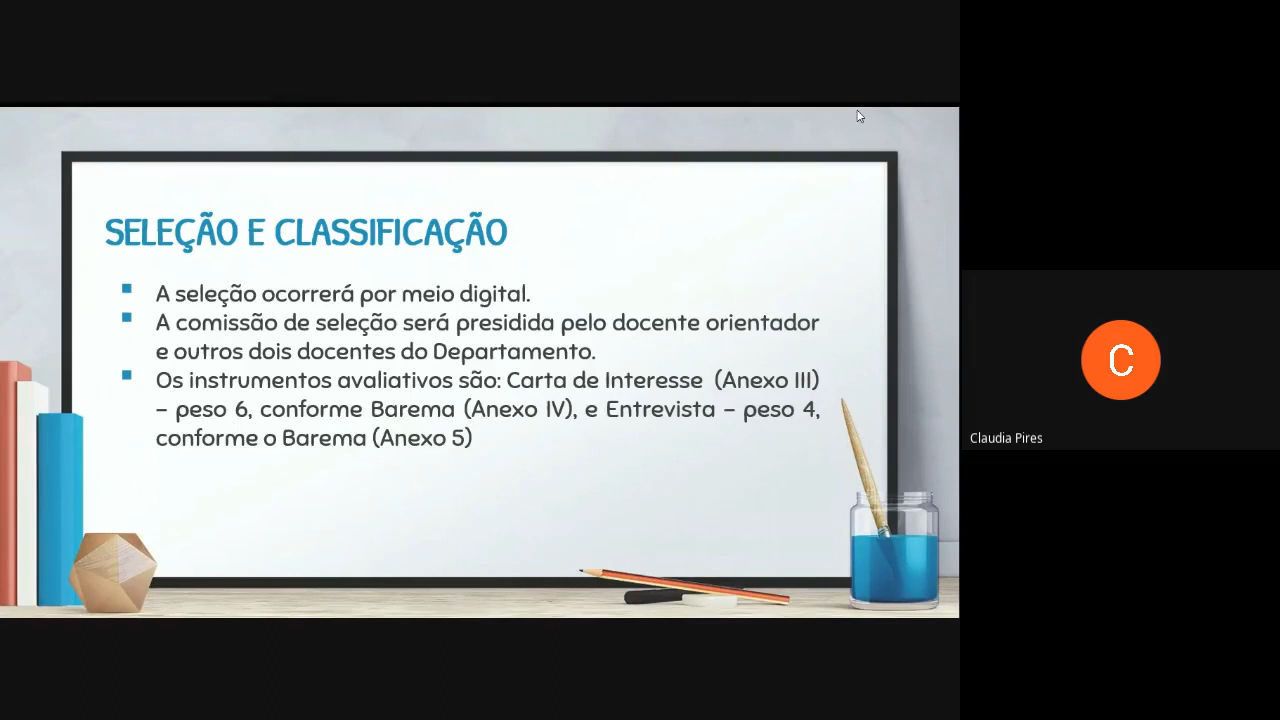 SELEÇÃO E CLASSIFICAÇÃO
A seleção ocorrerá por meio digital.
A comissão de seleção será presidida pelo docente orientador
e outros dois docentes do Departamento.
Os instrumentos avaliativos são: Carta de Interesse (Anexo III)
– peso 6, conforme Barema (Anexo IV), e Entrevista – peso 4,
conforme o Barema (Anexo 5)
C
Claudia Pires